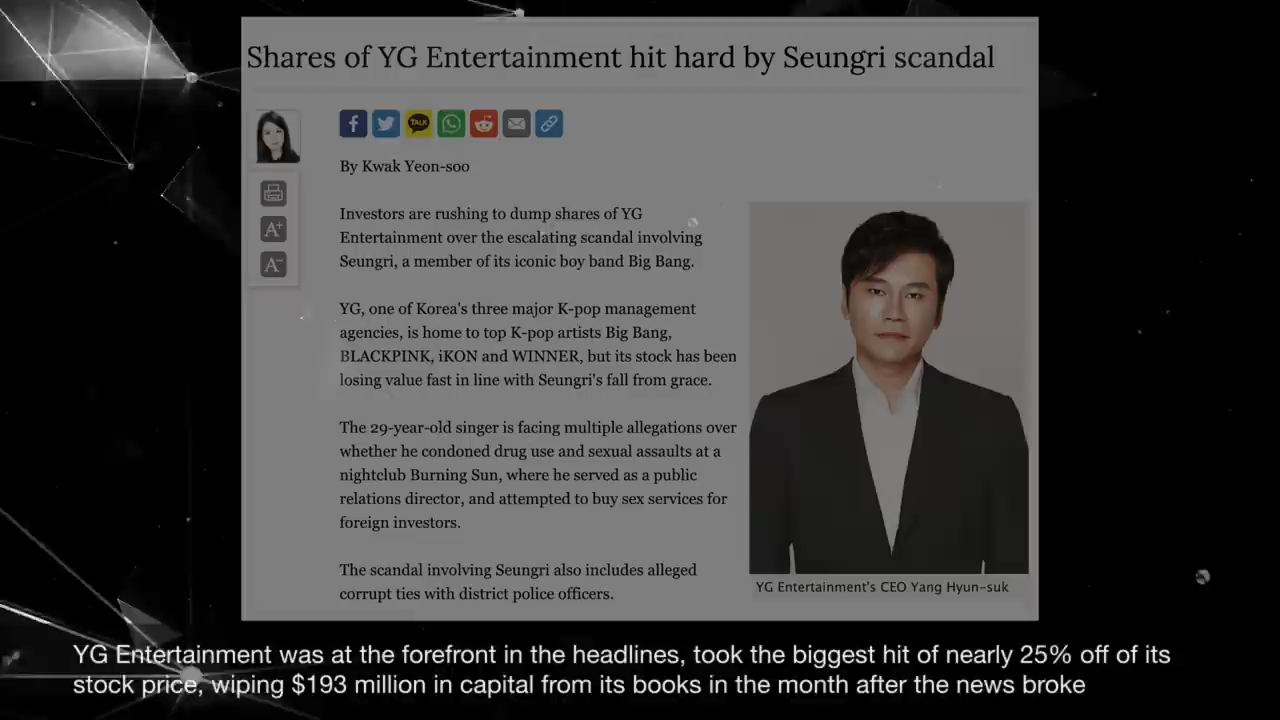 Shares of YG Entertainment hit hard by Seungri scandal
TALK
By Kwak Yeon-soo
A+
A-
Investors are rushing to dump shares of YG
Entertainment over the escalating scandal involving
Seungri, a member of its iconic boy band Big Bang.
YG, one of Korea's three major K-pop management
agencies, is home to top K-pop artists Big Bang,
BLACKPINK, iKON and WINNER, but its stock has been
losing value fast in line with Seungri's fall from grace.
The 29-year-old singer is facing multiple allegations over
whether he condoned drug use and sexual assaults at a
nightclub Burning Sun, where he served as a public
relations director, and attempted to buy sex services for
foreign investors.
The scandal involving Seungri also includes alleged
corrupt ties with district police officers.
YG Entertainment's CEO Yang Hyun-suk
YG Entertainment was at the forefront in the headlines, took the biggest hit of nearly 25% off of its
stock price, wiping $193 million in capital from its books in the month after the news broke